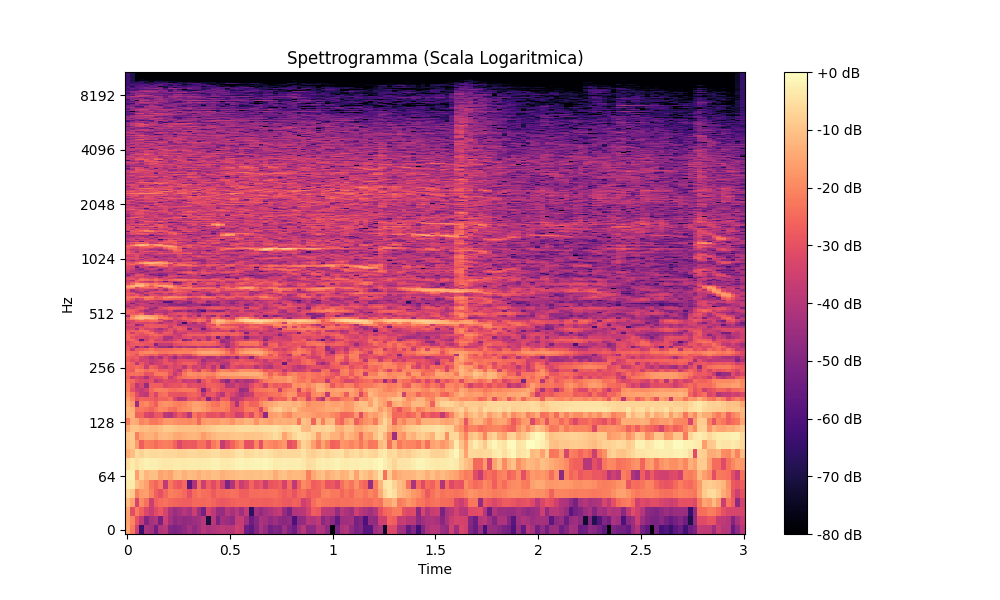 Spettrogramma (Scala Logaritmica)
8192
4096
2048
1024
512
256
128
64
0
Hz
0
0.5
1
1.5
2
2.5
3
Time
+0 dB
-10 dB
-20 dB
-30 dB
-40 dB
-50 dB
-60 dB
-70 dB
-80 dB